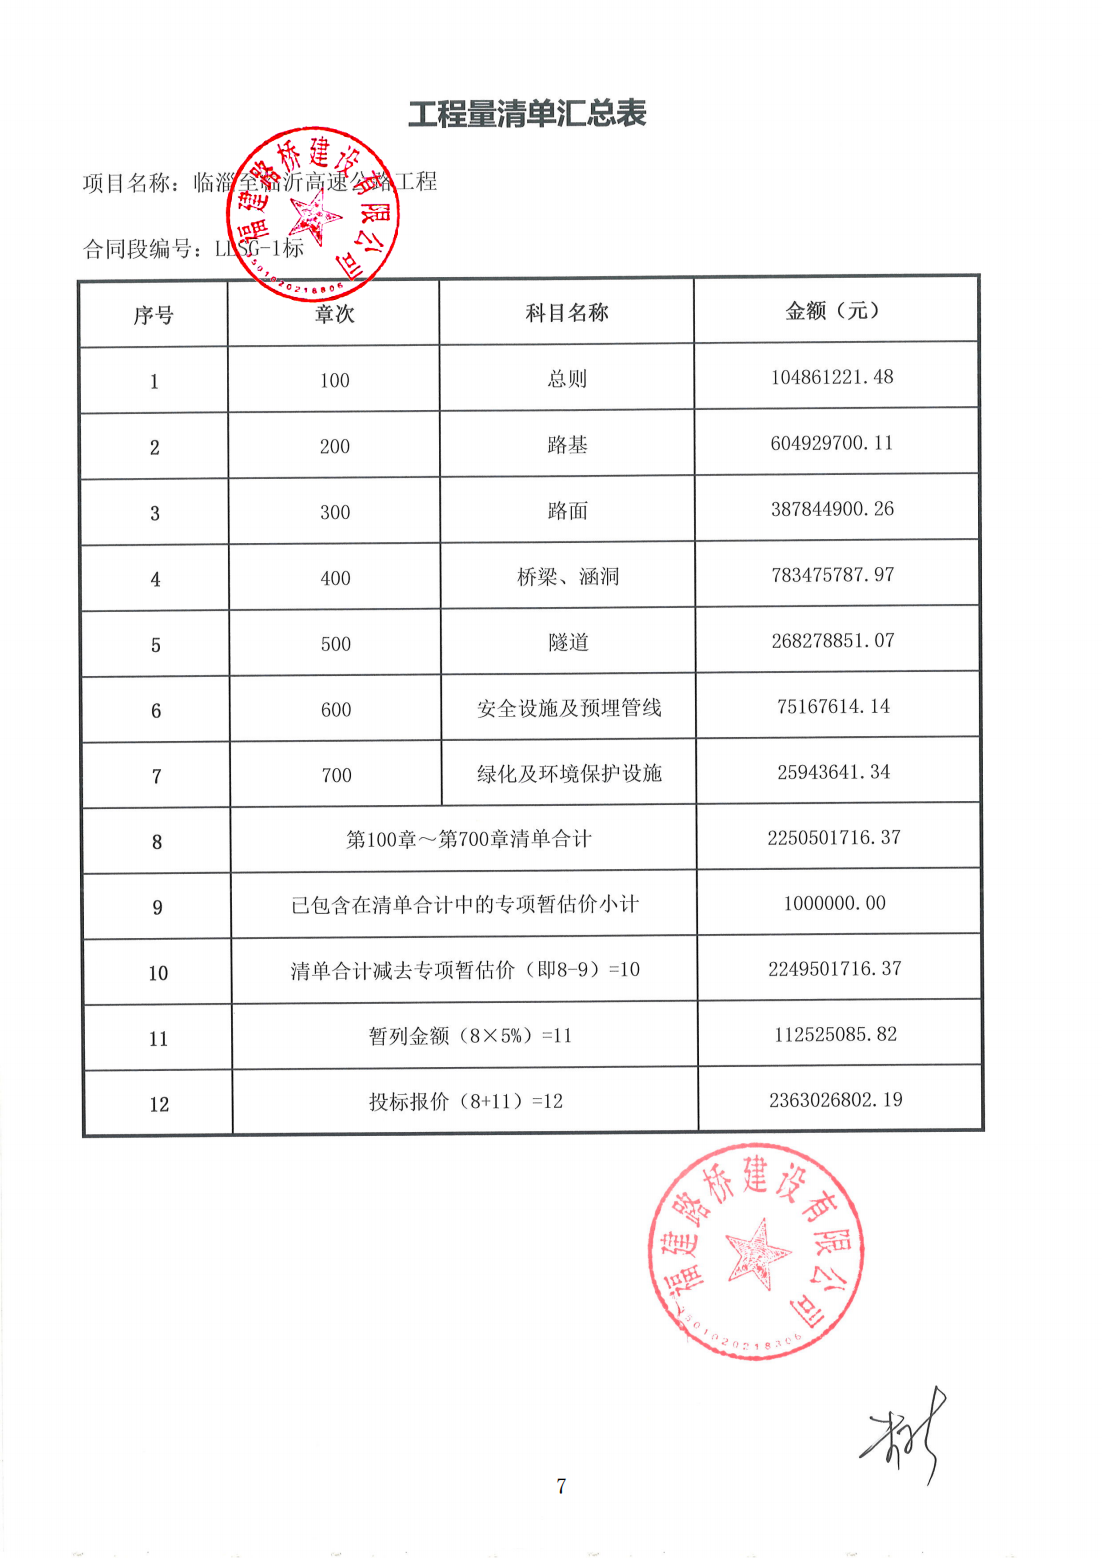 工程量清单汇总表
项目名称：临淄至临沂高速公路工程
合同段编号：LLSG-1标
序号 章次 科目名称 金额（元）
1 100 总则 104861221.48
2 200 路基 604929700.11
3 300 路面 387844900.26
4 400 桥梁、涵洞 783475787.97
5 500 隧道 268278851.07
6 600 安全设施及预埋管线 75167614.14
7 700 绿化及环境保护设施 25943641.34
8 第100章～第700章清单合计 2250501716.37
9 已包含在清单合计中的专项暂估价小计 1000000.00
10 清单合计减去专项暂估价（即8-9）=10 2249501716.37
11 暂列金额（8×5%）=11 112525085.82
12 投标报价（8+11）=12 2363026802.19
福建路桥建设有限公司
福建路桥建设有限公司
7